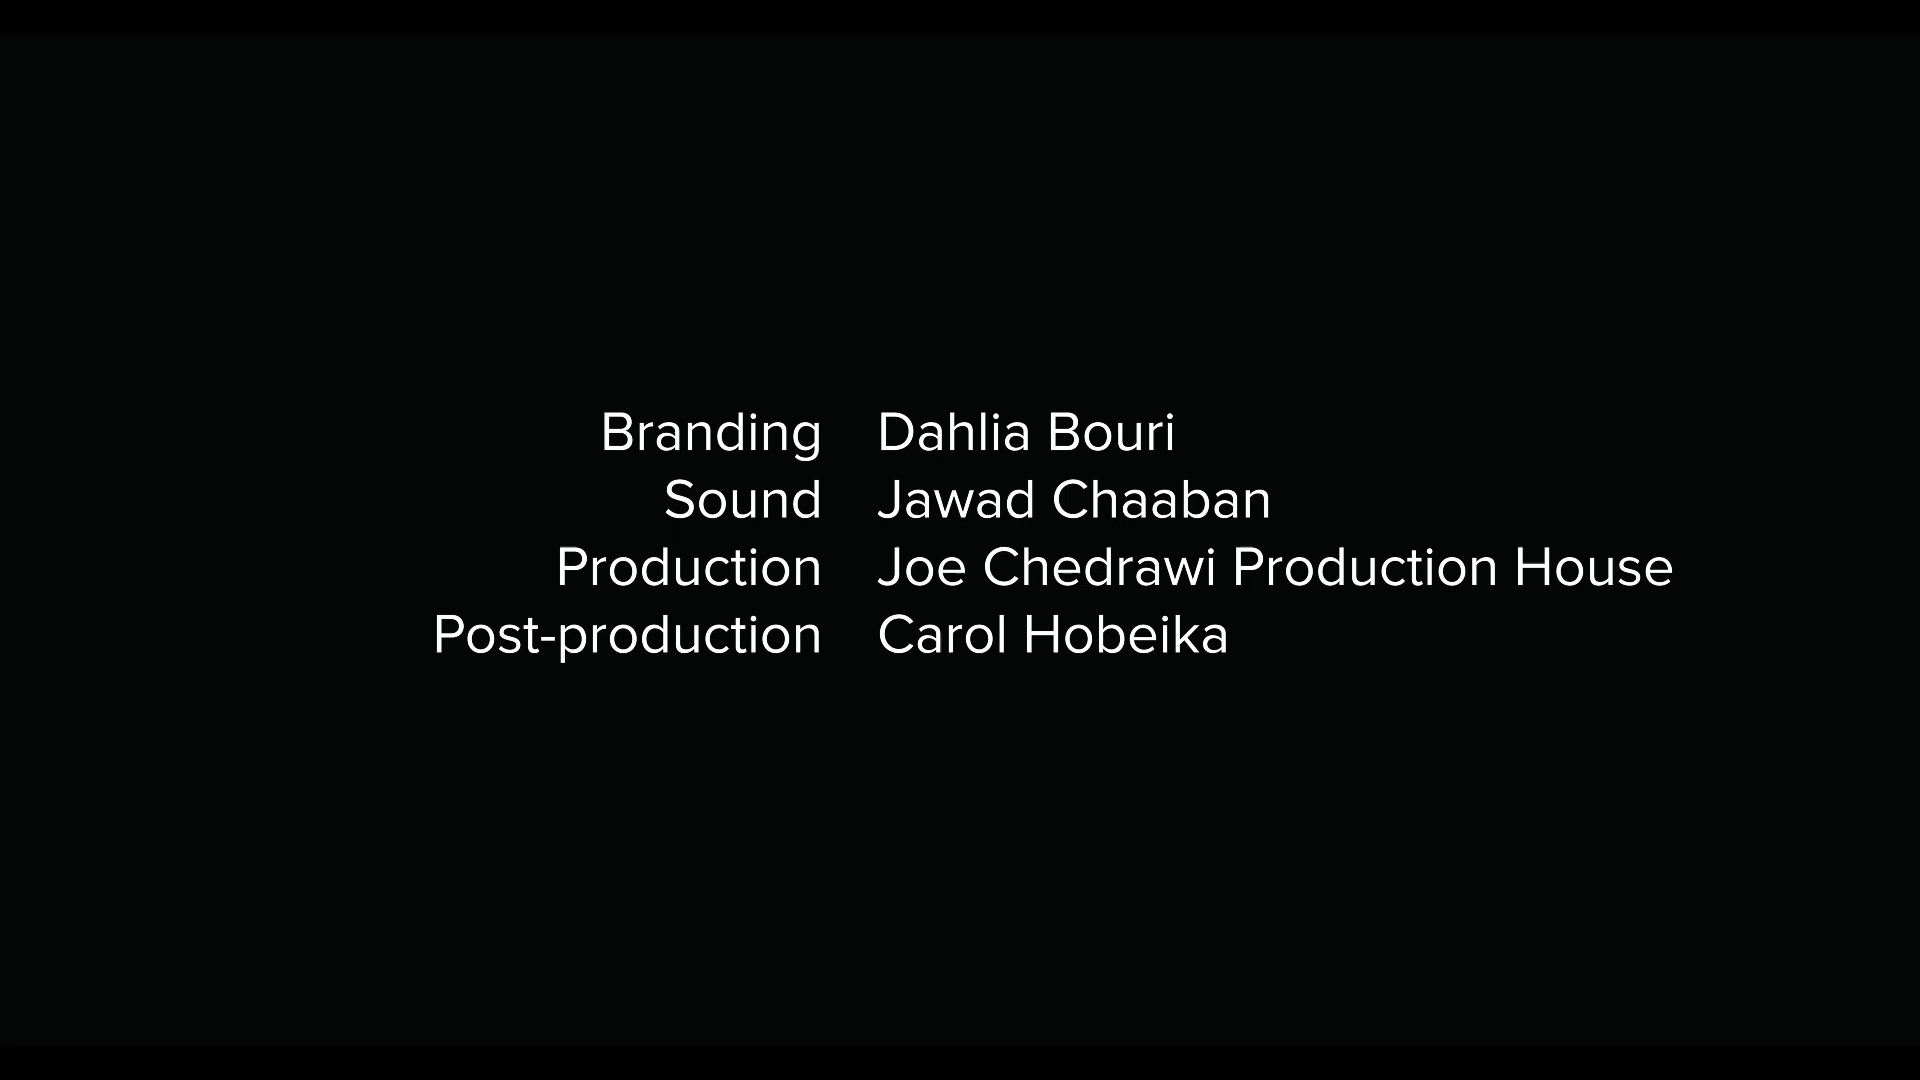 Branding Dahlia Bouri
Sound Jawad Chaaban
Production Joe Chedrawi Production House
Post-production Carol Hobeika